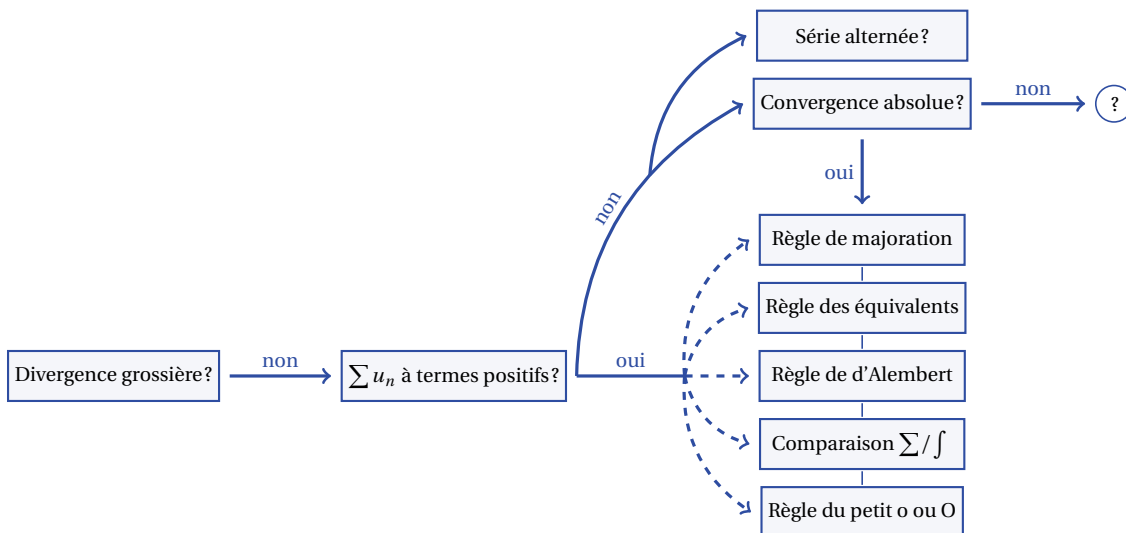 Série alternée ?
Convergence absolue ?
non
?
oui
non
Règle de majoration
Règle des équivalents
Divergence grossière ?
non
∑ uₙ à termes positifs ?
oui
Règle de d'Alembert
Comparaison ∑ / ∫
Règle du petit o ou O